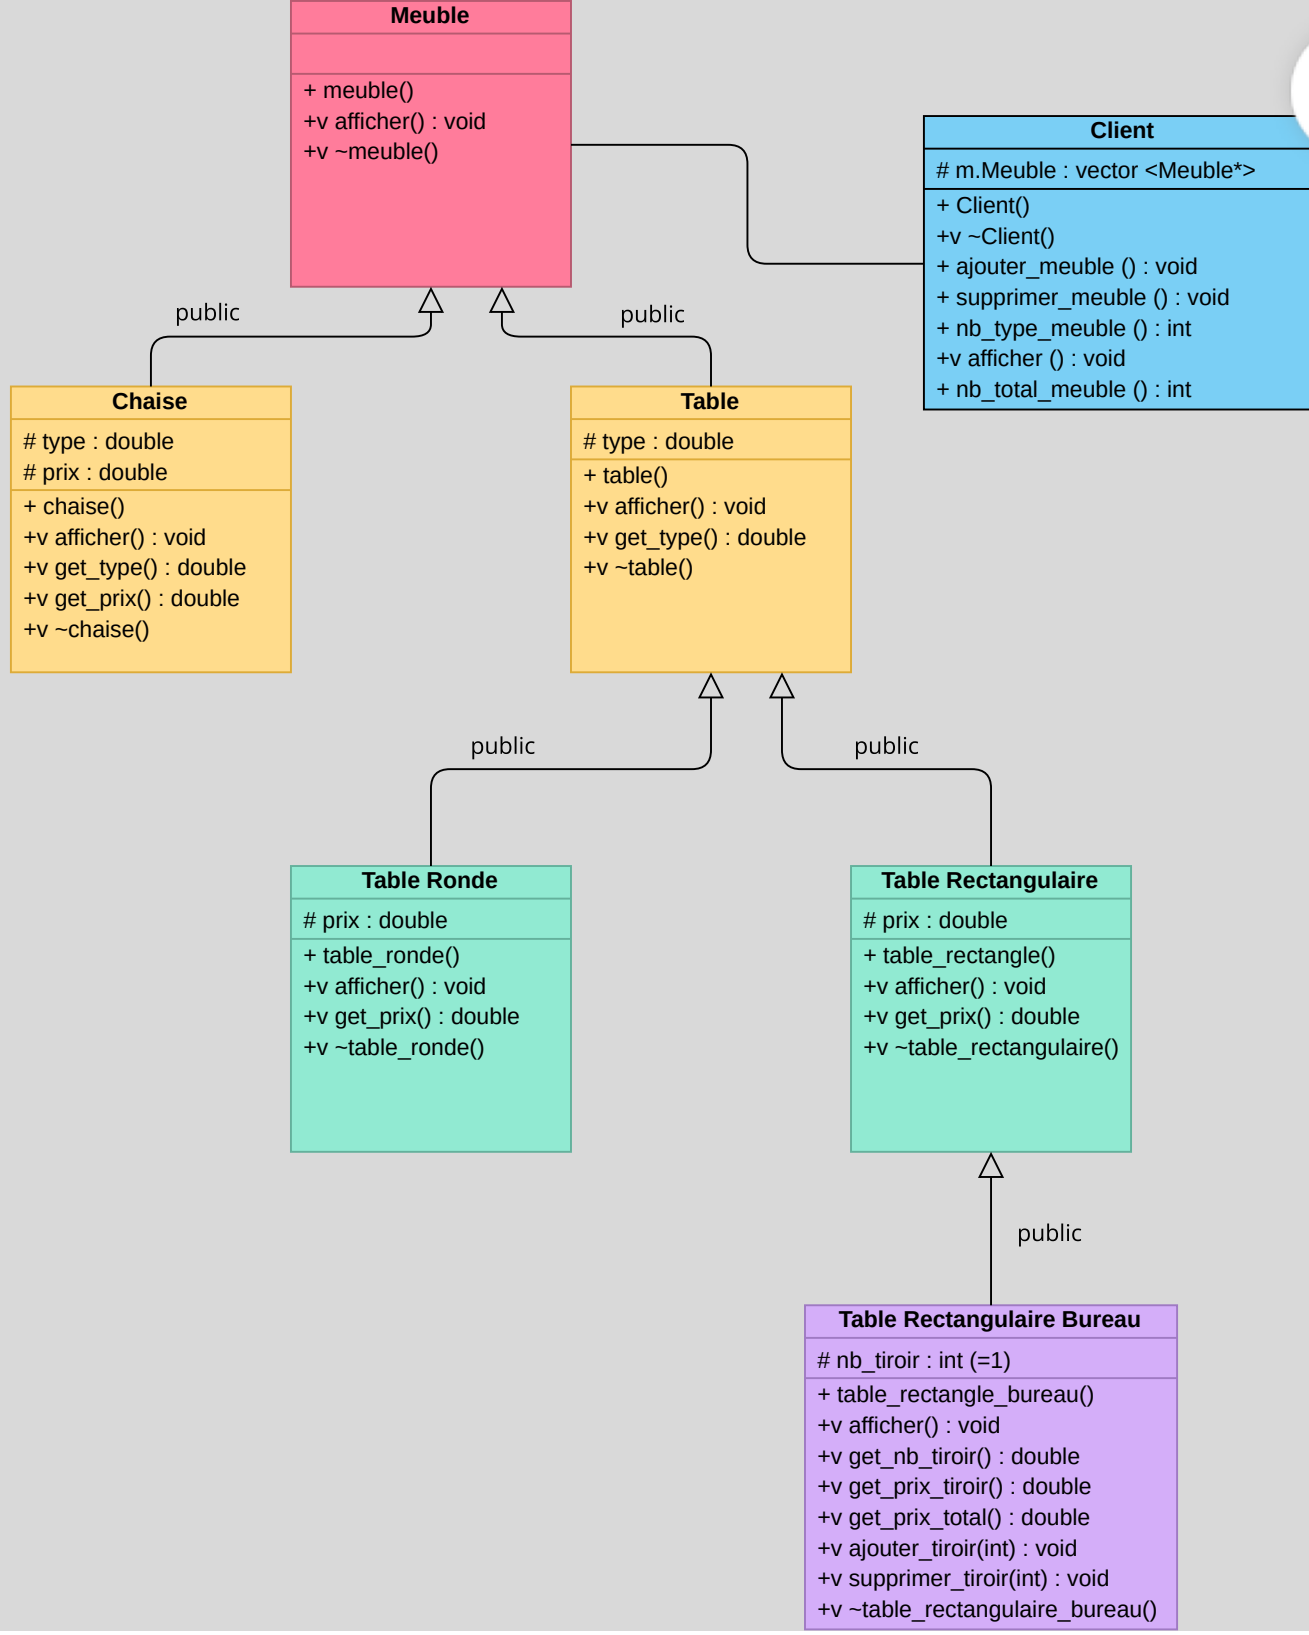 Meuble
+ meuble()
+v afficher() : void
+v ~meuble()
Client
# m.Meuble : vector <Meuble*>
+ Client()
+v ~Client()
+ ajouter_meuble () : void
+ supprimer_meuble () : void
+ nb_type_meuble () : int
+v afficher () : void
+ nb_total_meuble () : int
public
public
Chaise
# type : double
# prix : double
+ chaise()
+v afficher() : void
+v get_type() : double
+v get_prix() : double
+v ~chaise()
Table
# type : double
+ table()
+v afficher() : void
+v get_type() : double
+v ~table()
public
public
Table Ronde
# prix : double
+ table_ronde()
+v afficher() : void
+v get_prix() : double
+v ~table_ronde()
Table Rectangulaire
# prix : double
+ table_rectangle()
+v afficher() : void
+v get_prix() : double
+v ~table_rectangulaire()
public
Table Rectangulaire Bureau
# nb_tiroir : int (=1)
+ table_rectangle_bureau()
+v afficher() : void
+v get_nb_tiroir() : double
+v get_prix_tiroir() : double
+v get_prix_total() : double
+v ajouter_tiroir(int) : void
+v supprimer_tiroir(int) : void
+v ~table_rectangulaire_bureau()